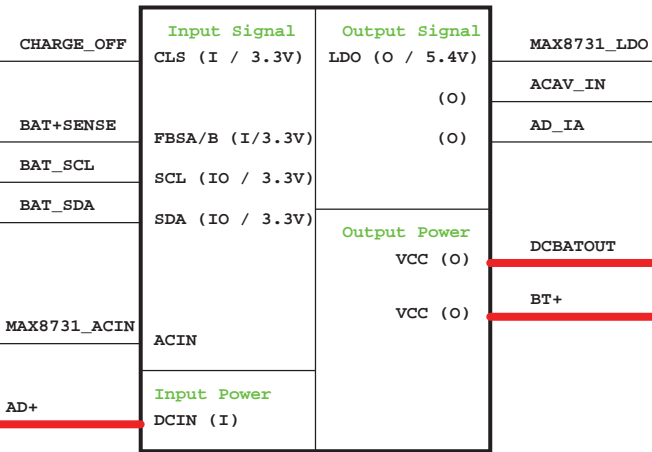 Input Signal
Output Signal
CHARGE_OFF
CLS (I / 3.3V)
LDO (O / 5.4V)
MAX8731_LDO
(O)
ACAV_IN
BAT+SENSE
FBSA/B (I/3.3V)
(O)
AD_IA
BAT_SCL
SCL (IO / 3.3V)
BAT_SDA
SDA (IO / 3.3V)
Output Power
VCC (O)
DCBATOUT
VCC (O)
BT+
MAX8731_ACIN
ACIN
Input Power
AD+
DCIN (I)